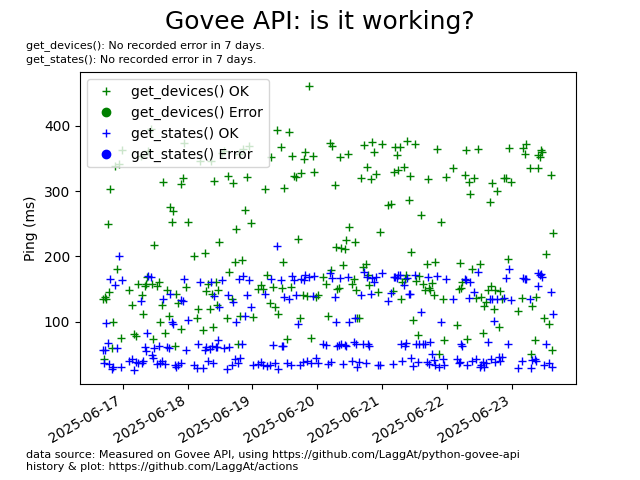 Govee API: is it working?
get_devices(): No recorded error in 7 days.
get_states(): No recorded error in 7 days.
get_devices() OK
get_devices() Error
get_states() OK
get_states() Error
Ping (ms)
400
300
200
100
2025-06-17
2025-06-18
2025-06-19
2025-06-20
2025-06-21
2025-06-22
2025-06-23
data source: Measured on Govee API, using https://github.com/LaggAt/python-govee-api
history & plot: https://github.com/LaggAt/actions